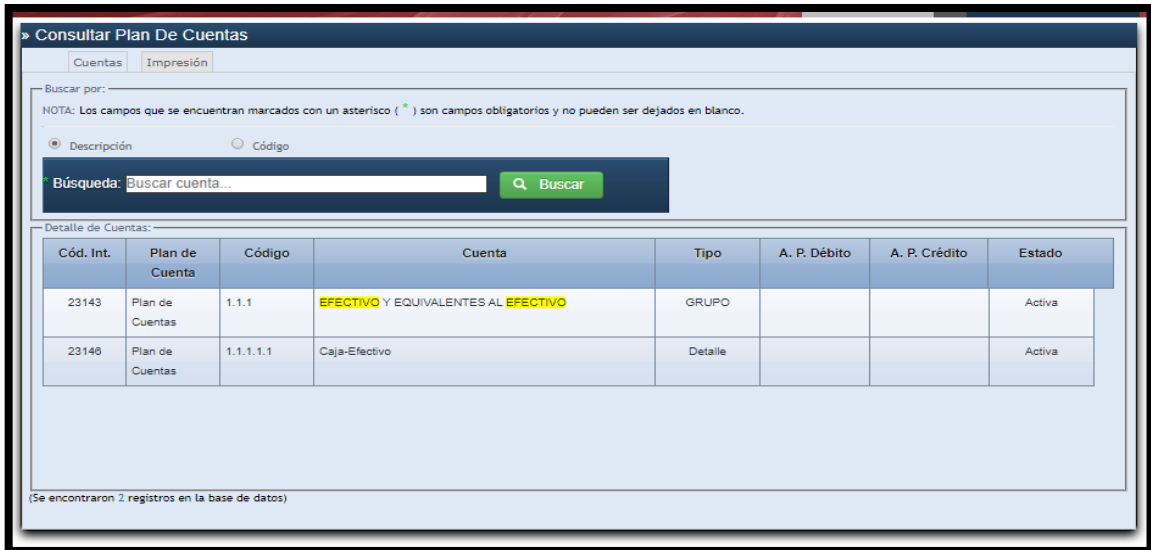 » Consultar Plan De Cuentas
Cuentas Impresión
Buscar por:
NOTA: Los campos que se encuentran marcados con un asterisco ( * ) son campos obligatorios y no pueden ser dejados en blanco.
Descripción Código
* Búsqueda: Buscar cuenta... Buscar
Detalle de Cuentas:
Cód. Int. Plan de Cuenta Código Cuenta Tipo A. P. Débito A. P. Crédito Estado
23143 Plan de Cuentas 1.1.1 EFECTIVO Y EQUIVALENTES AL EFECTIVO GRUPO Activa
23146 Plan de Cuentas 1.1.1.1.1 Caja-Efectivo Detalle Activa
(Se encontraron 2 registros en la base de datos)